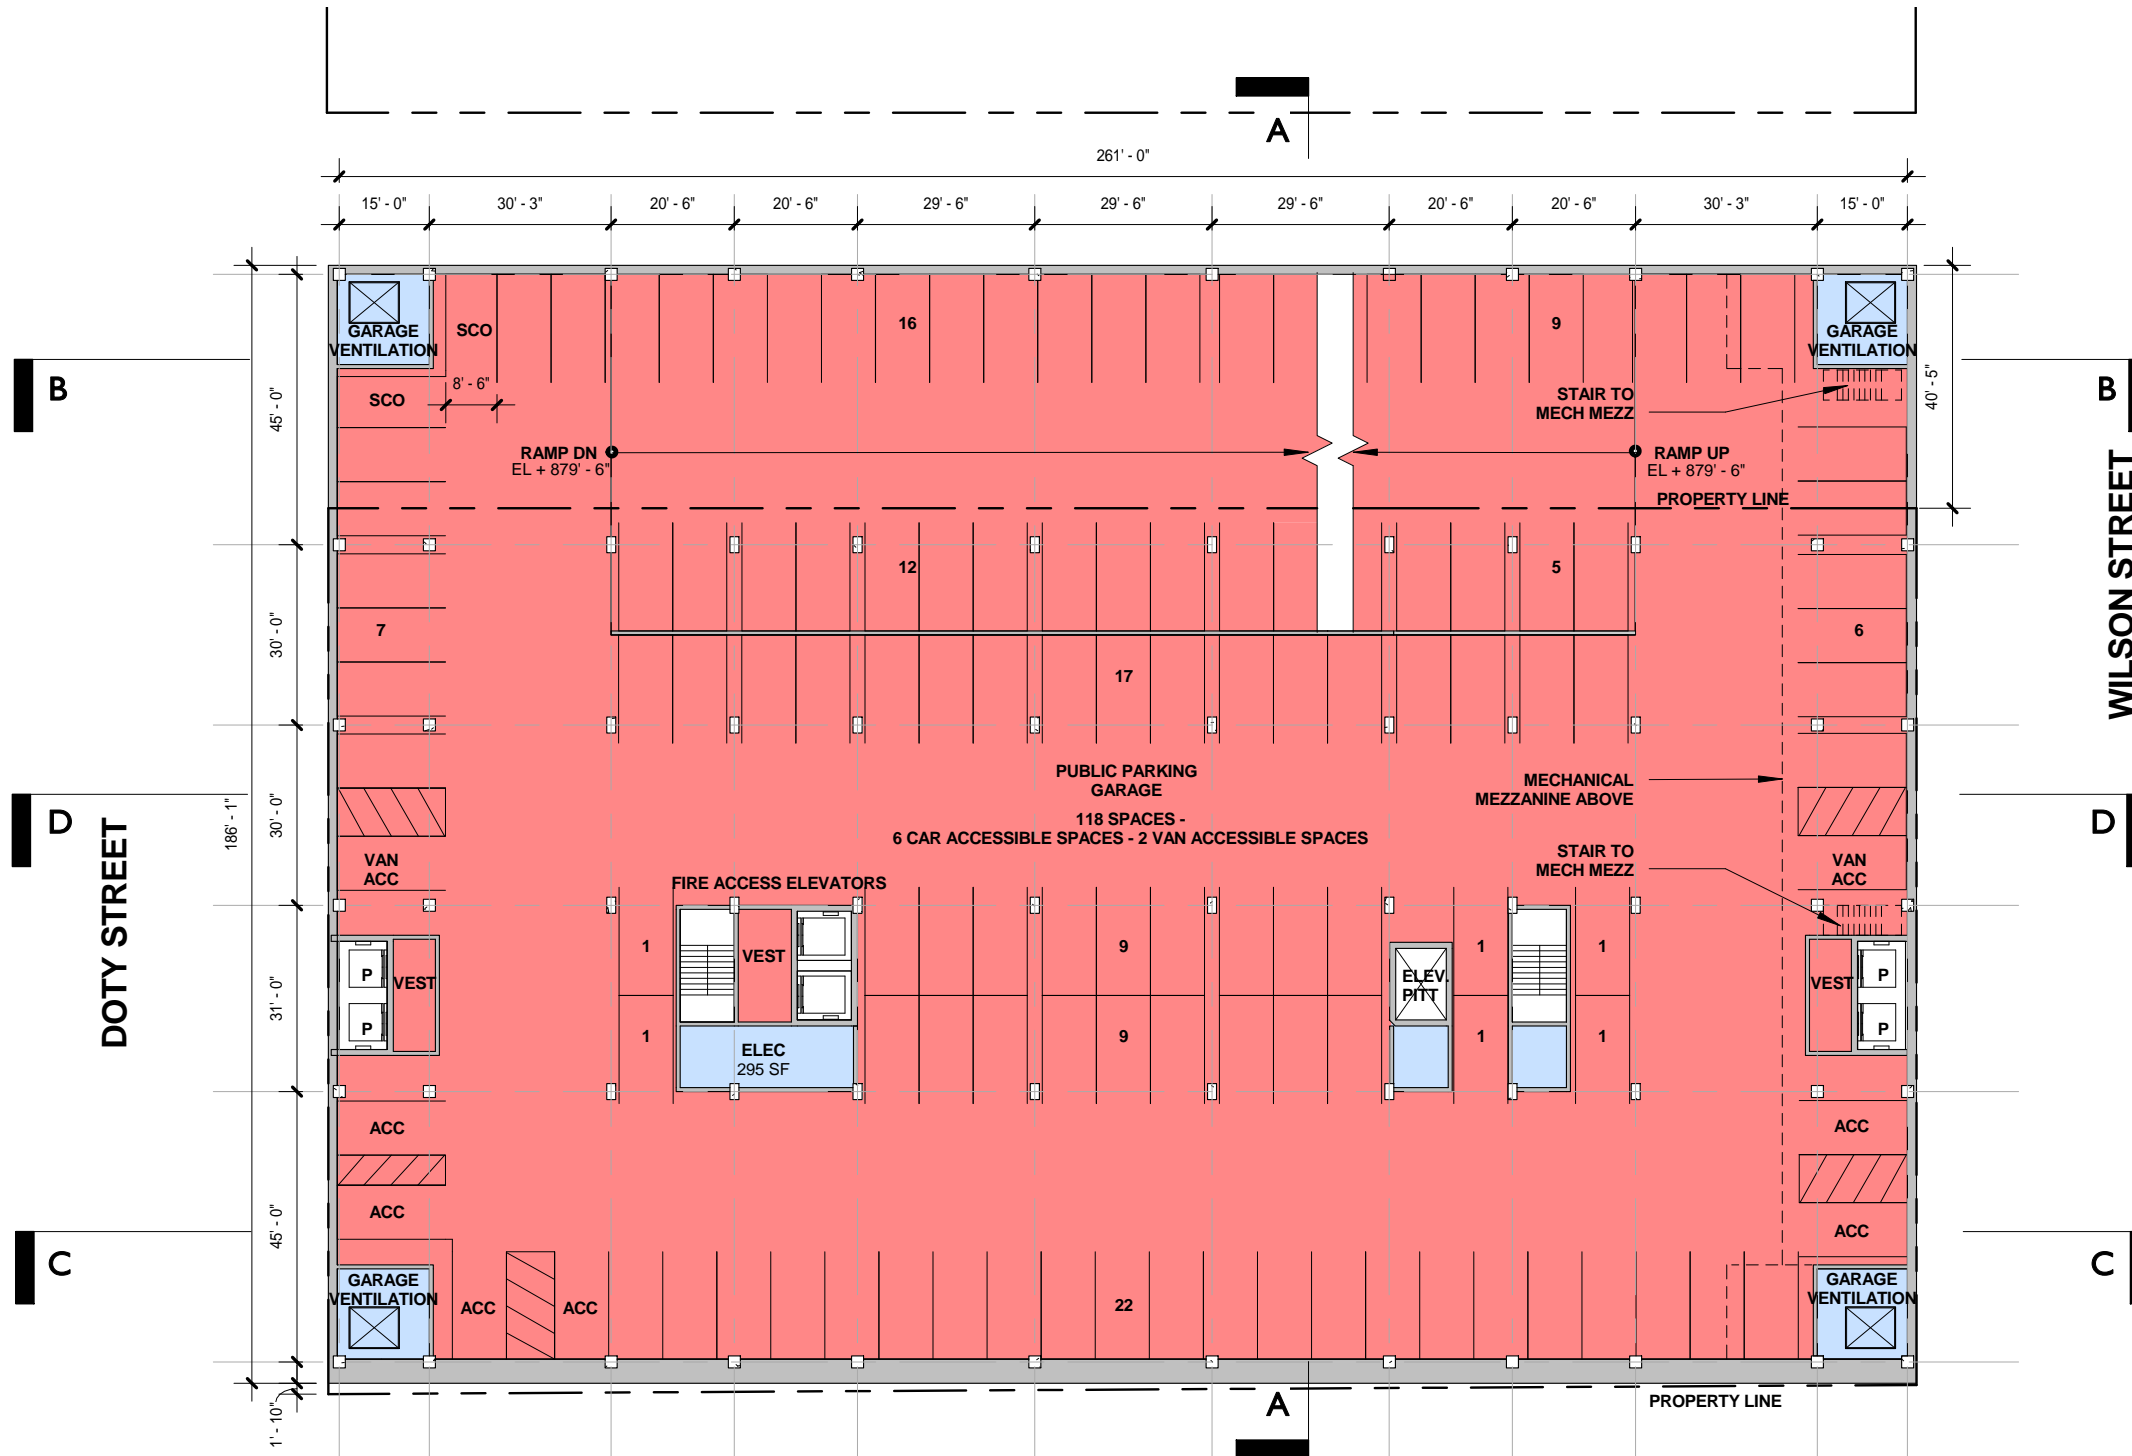 A
261' - 0"
15' - 0"
30' - 3"
20' - 6"
20' - 6"
29' - 6"
29' - 6"
29' - 6"
20' - 6"
20' - 6"
30' - 3"
15' - 0"
GARAGE
VENTILATION
SCO
16
9
GARAGE
VENTILATION
B
SCO
8' - 6"
STAIR TO
MECH MEZZ
B
45' - 0"
40' - 5"
RAMP DN
EL + 879' - 6"
RAMP UP
EL + 879' - 6"
PROPERTY LINE
WILSON STREET
12
5
30' - 0"
7
6
17
PUBLIC PARKING
GARAGE
118 SPACES -
6 CAR ACCESSIBLE SPACES - 2 VAN ACCESSIBLE SPACES
MECHANICAL
MEZZANINE ABOVE
D
186' - 1"
30' - 0"
D
DOTY STREET
VAN
ACC
STAIR TO
MECH MEZZ
VAN
ACC
FIRE ACCESS ELEVATORS
31' - 0"
P
VEST
P
1
VEST
9
ELEV.
PITT
1
1
VEST
P
P
1
ELEC
295 SF
9
1
1
ACC
ACC
ACC
ACC
45' - 0"
C
C
GARAGE
VENTILATION
ACC
ACC
22
GARAGE
VENTILATION
1' - 10"
A
PROPERTY LINE